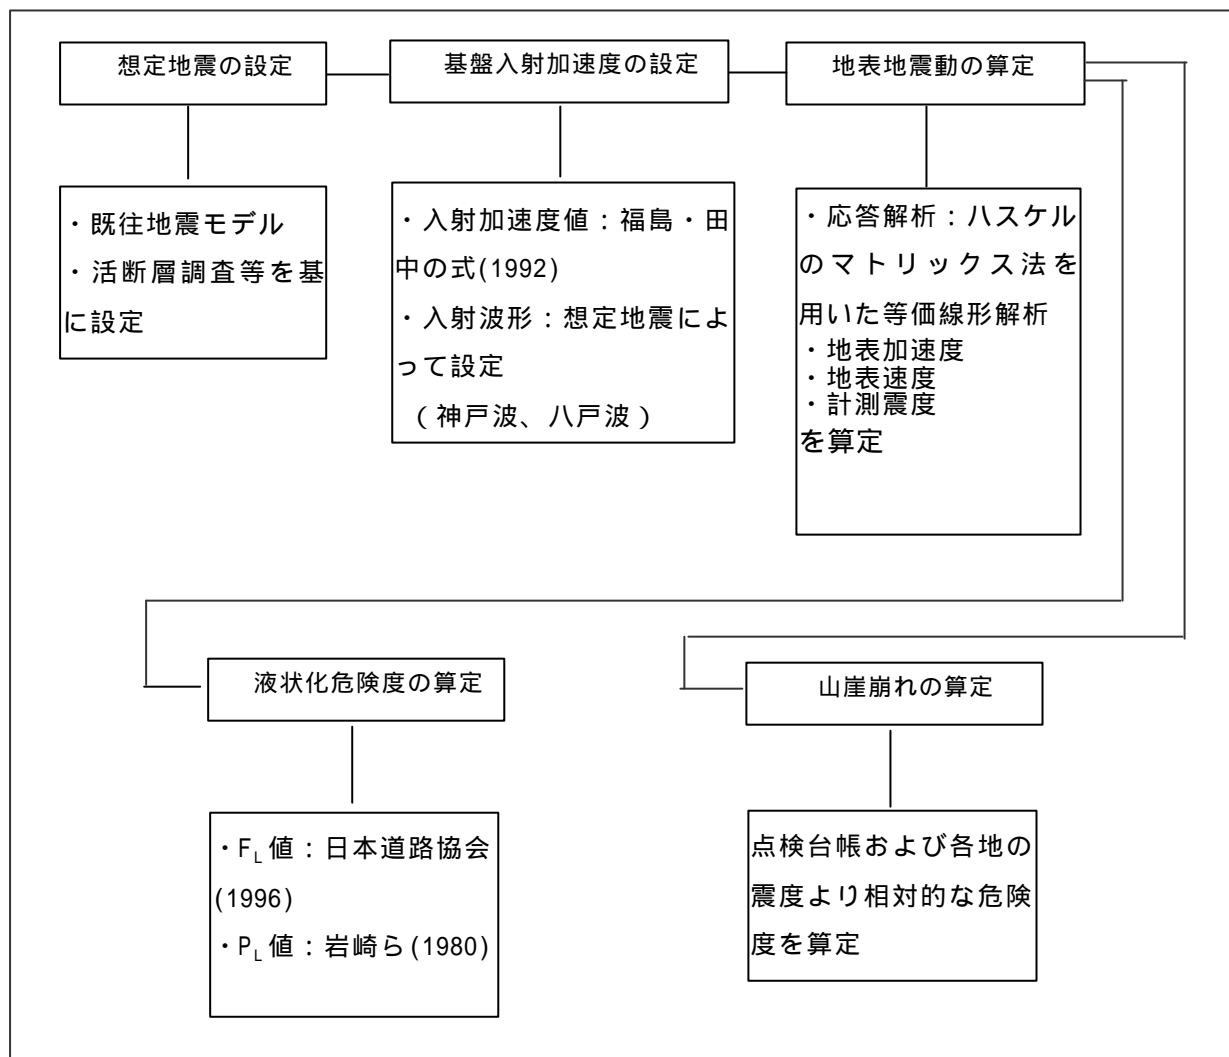 想定地震の設定
基盤入射加速度の設定
地表地震動の算定
・既往地震モデル
・活断層調査等を基
に設定
・入射加速度値：福島・田
中の式(1992)
・入射波形：想定地震によ
って設定
（神戸波、八戸波）
・応答解析：ハスケル
のマトリックス法を
用いた等価線形解析
・地表加速度
・地表速度
・計測震度
を算定
液状化危険度の算定
山崖崩れの算定
・FL値：日本道路協会
(1996)
・PL値：岩崎ら(1980)
点検台帳および各地の
震度より相対的な危険
度を算定